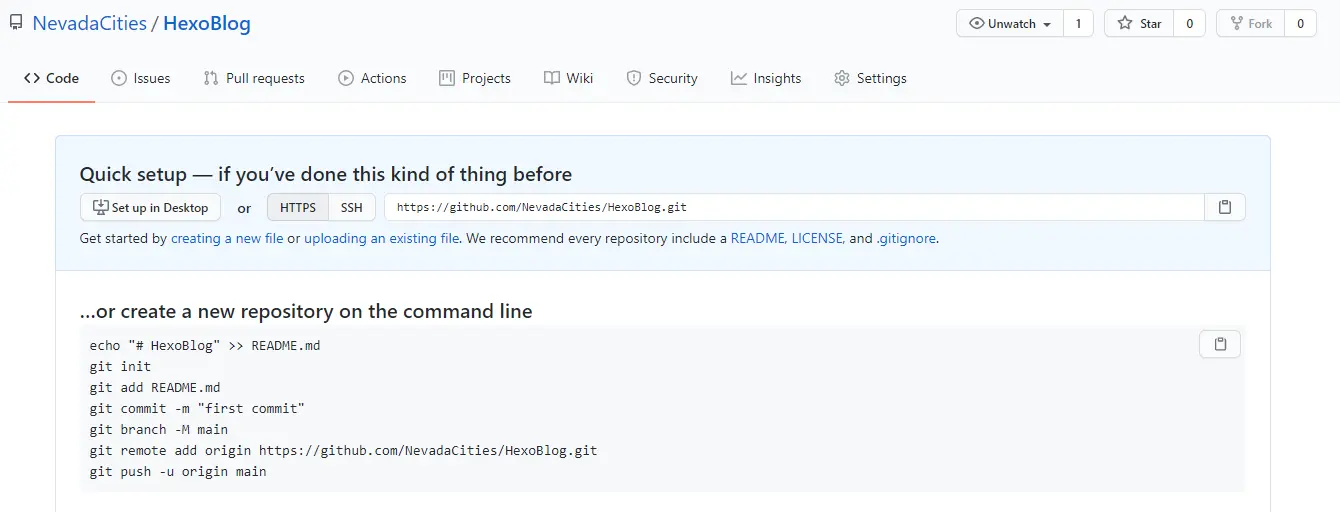 NevadaCities / HexoBlog
Unwatch 1 Star 0 Fork 0
Code Issues Pull requests Actions Projects Wiki Security Insights Settings
Quick setup — if you’ve done this kind of thing before
Set up in Desktop or HTTPS SSH https://github.com/NevadaCities/HexoBlog.git
Get started by creating a new file or uploading an existing file. We recommend every repository include a README, LICENSE, and .gitignore.
…or create a new repository on the command line
echo "# HexoBlog" >> README.md
git init
git add README.md
git commit -m "first commit"
git branch -M main
git remote add origin https://github.com/NevadaCities/HexoBlog.git
git push -u origin main